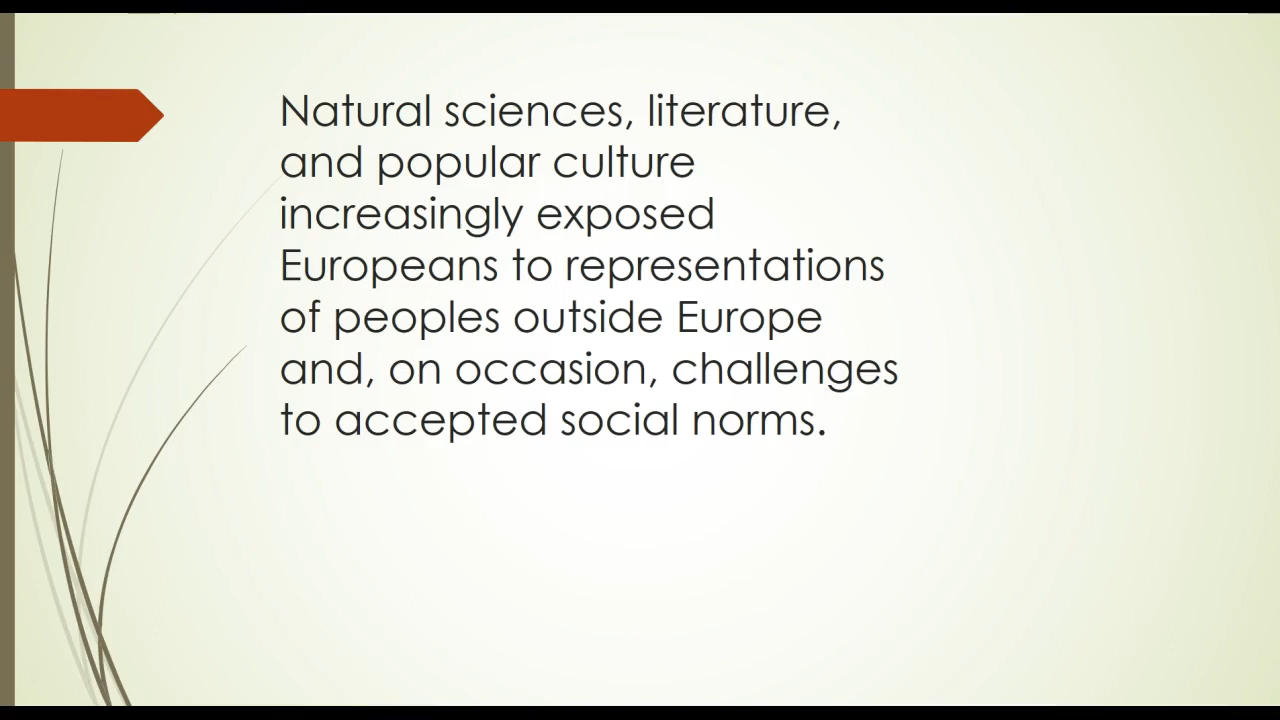 Natural sciences, literature,
and popular culture
increasingly exposed
Europeans to representations
of peoples outside Europe
and, on occasion, challenges
to accepted social norms.